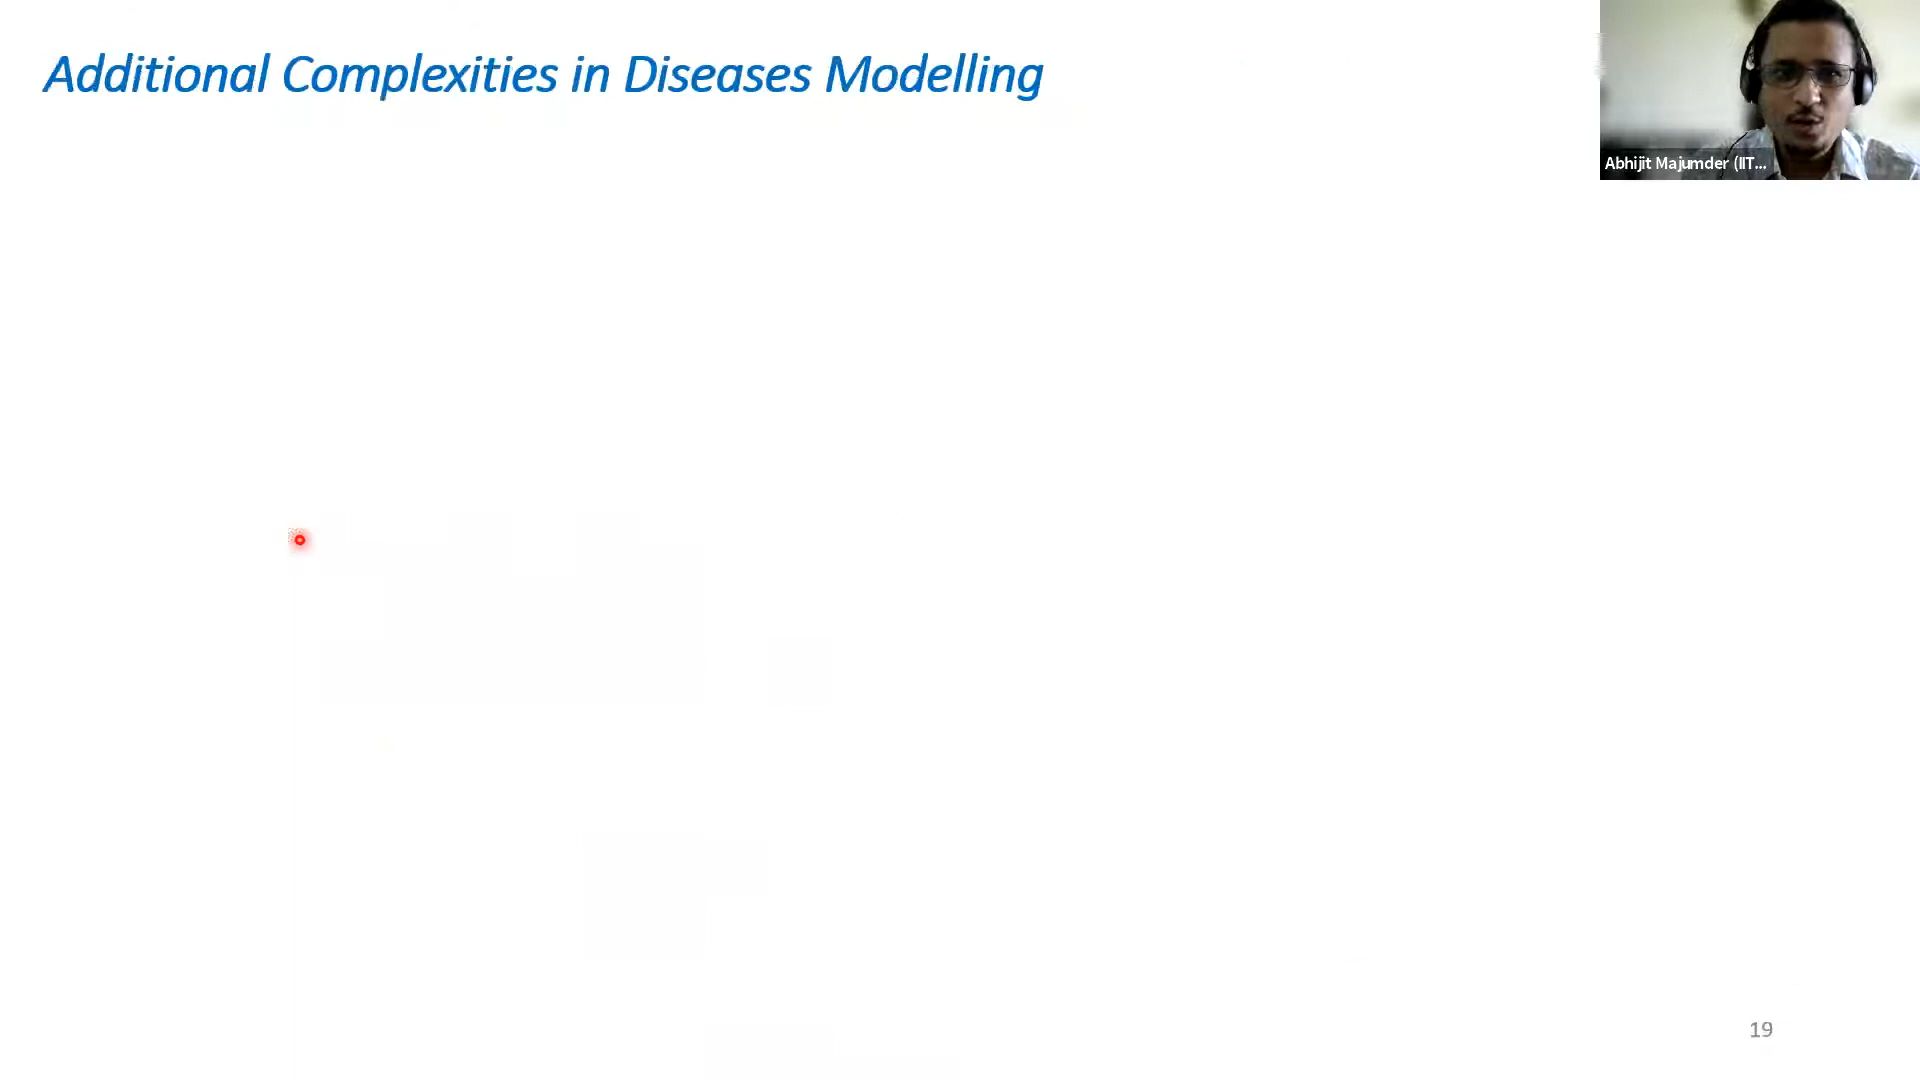 Additional Complexities in Diseases Modelling
Abhijit Majumder (IIT...
19